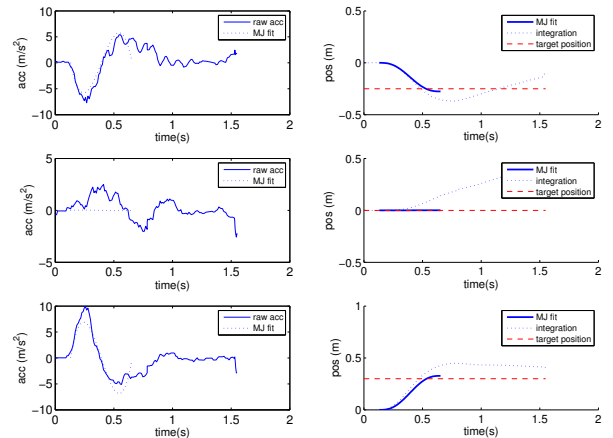 10
5
0
−5
−10
0
0.5
1
1.5
2
acc (m/s²)
time(s)
raw acc
MJ fit
0.5
0
−0.5
0
0.5
1
1.5
2
pos (m)
time(s)
MJ fit
integration
target position
5
0
−5
0
0.5
1
1.5
2
acc (m/s²)
time(s)
raw acc
MJ fit
0.5
0
−0.5
0
0.5
1
1.5
2
pos (m)
time(s)
MJ fit
integration
target position
10
5
0
−5
−10
0
0.5
1
1.5
2
acc (m/s²)
time(s)
raw acc
MJ fit
1
0.5
0
0
0.5
1
1.5
2
pos (m)
time(s)
MJ fit
integration
target position